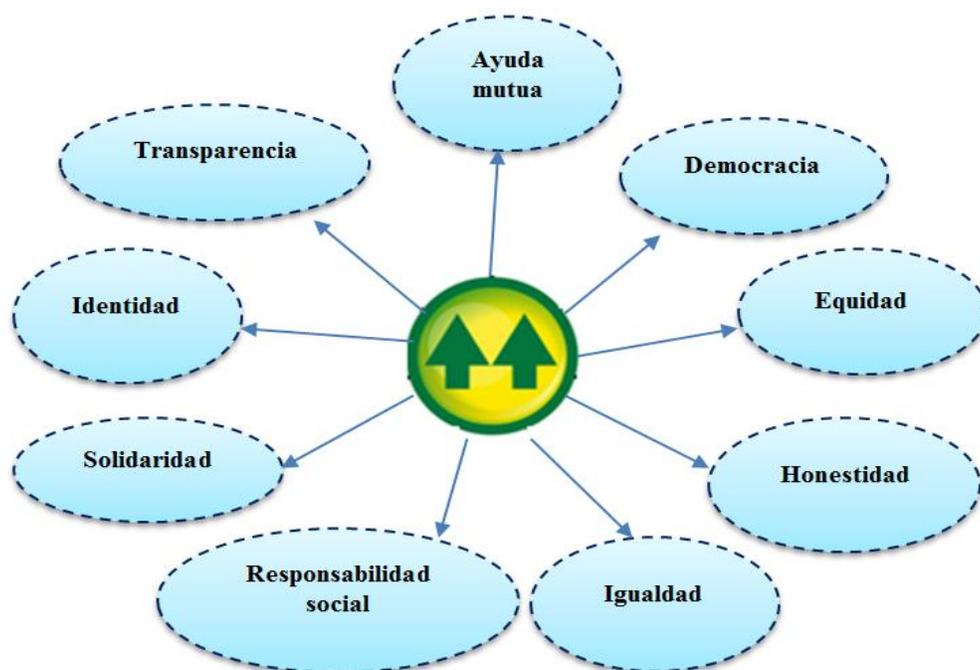 Ayuda
mutua
Transparencia
Democracia
Identidad
Equidad
Solidaridad
Honestidad
Responsabilidad
social
Igualdad